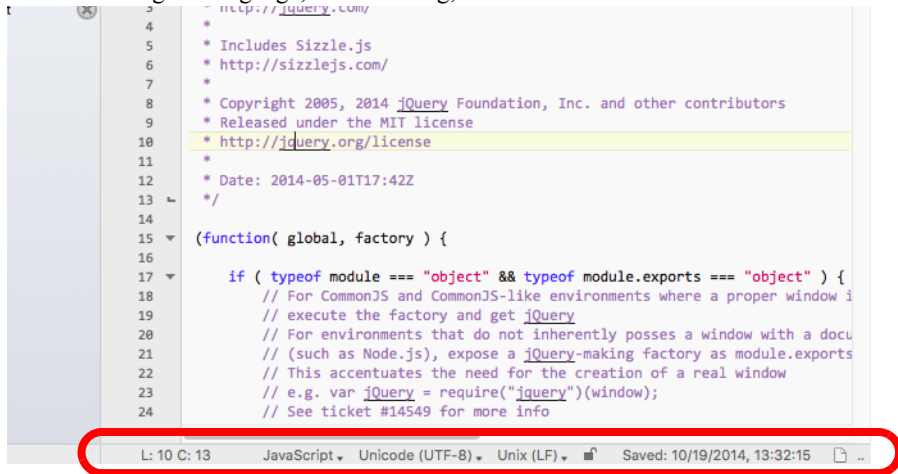 3 * http://jquery.com/
4 *
5 * Includes Sizzle.js
6 * http://sizzlejs.com/
7 *
8 * Copyright 2005, 2014 jQuery Foundation, Inc. and other contributors
9 * Released under the MIT license
10 * http://jquery.org/license
11 *
12 * Date: 2014-05-01T17:42Z
13 */
14
15 (function( global, factory ) {
16
17 if ( typeof module === "object" && typeof module.exports === "object" ) {
18 // For CommonJS and CommonJS-like environments where a proper window i
19 // execute the factory and get jQuery
20 // For environments that do not inherently posses a window with a docu
21 // (such as Node.js), expose a jQuery-making factory as module.exports
22 // This accentuates the need for the creation of a real window
23 // e.g. var jQuery = require("jquery")(window);
24 // See ticket #14549 for more info
L: 10 C: 13 JavaScript Unicode (UTF-8) Unix (LF) Saved: 10/19/2014, 13:32:15 ..